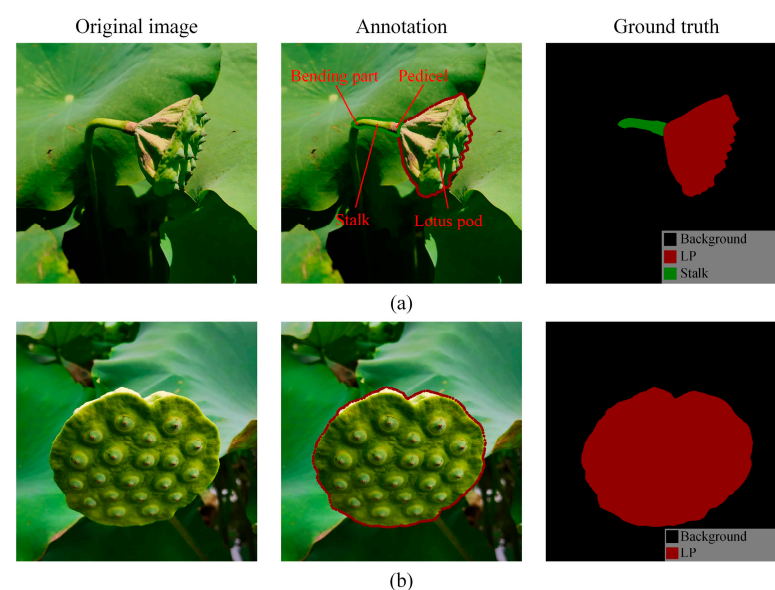 Original image
Annotation
Ground truth
Bending part
Pedicel
Stalk
Lotus pod
Background
LP
Stalk
(a)
Background
LP
(b)